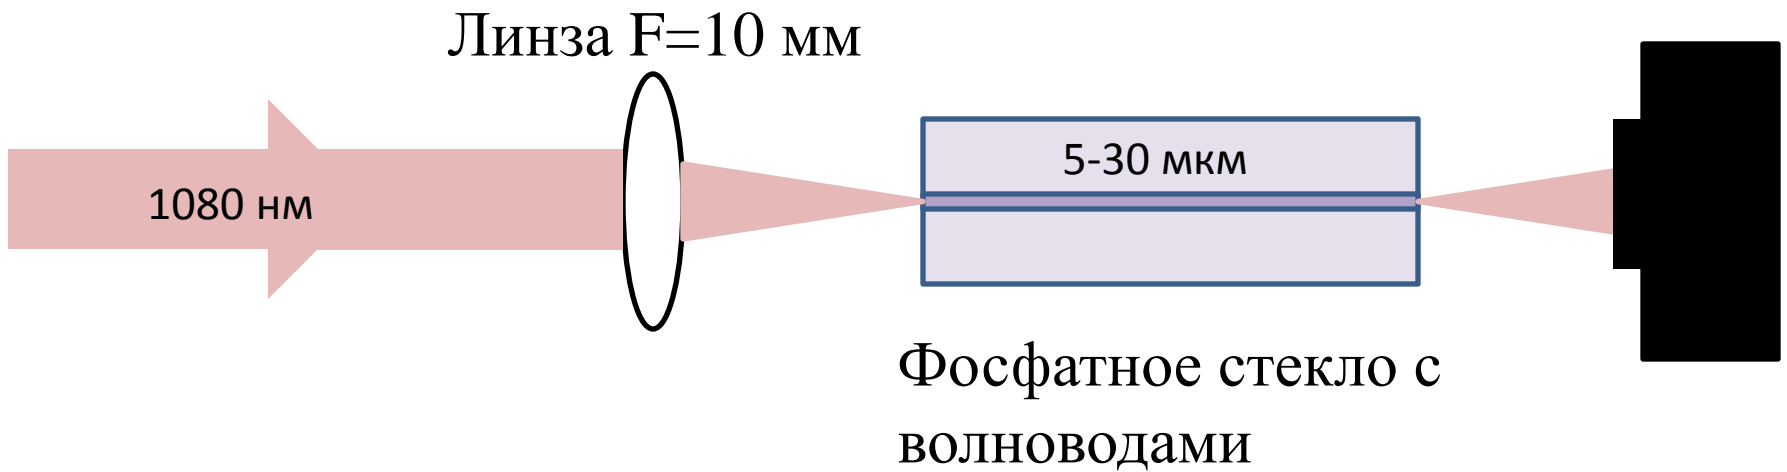 Линза F=10 мм
5-30 мкм
1080 нм
Фосфатное стекло с
волноводами